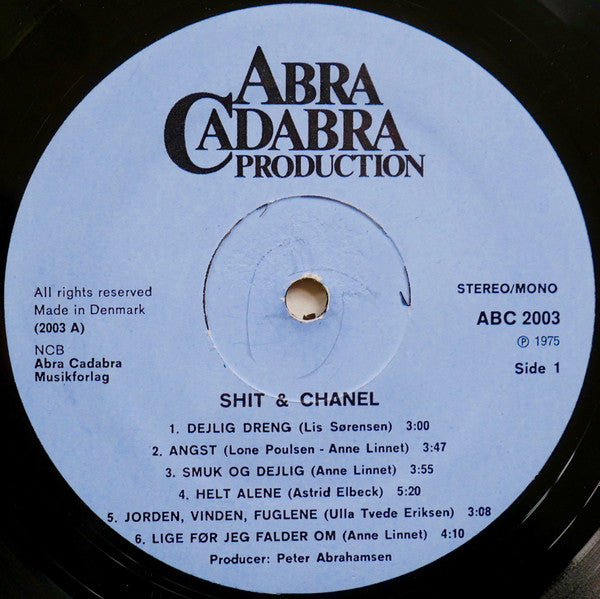 ABRA
CADABRA
PRODUCTION
All rights reserved
Made in Denmark
(2003 A)
NCB
Abra Cadabra
Musikforlag
STEREO/MONO
ABC 2003
Ⓟ 1975
Side 1
SHIT & CHANEL
1. DEJLIG DRENG (Lis Sørensen) 3:00
2. ANGST (Lone Poulsen - Anne Linnet) 3:47
3. SMUK OG DEJLIG (Anne Linnet) 3:55
4. HELT ALENE (Astrid Elbeck) 5:20
5. JORDEN, VINDEN, FUGLENE (Ulla Tvede Eriksen) 3:08
6. LIGE FØR JEG FALDER OM (Anne Linnet) 4:10
Producer: Peter Abrahamsen